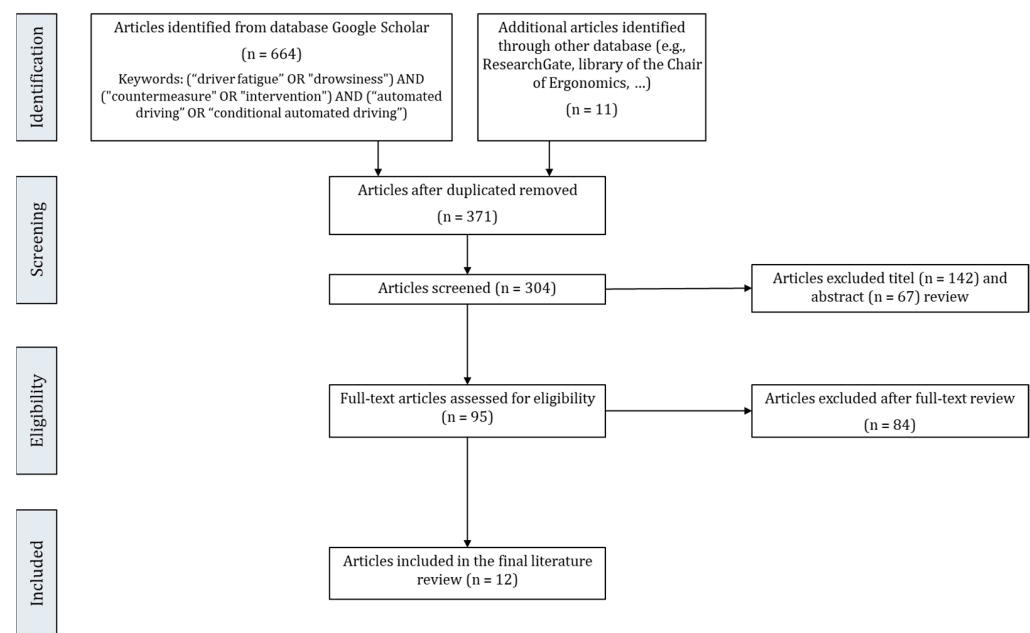 Identification
Articles identified from database Google Scholar
(n = 664)
Keywords: (“driver fatigue” OR "drowsiness") AND
("countermeasure" OR "intervention") AND (“automated
driving” OR “conditional automated driving”)
Additional articles identified
through other database (e.g.,
ResearchGate, library of the Chair
of Ergonomics, …)
(n = 11)
Screening
Articles after duplicated removed
(n = 371)
Articles screened (n = 304)
Articles excluded titel (n = 142) and
abstract (n = 67) review
Eligibility
Full-text articles assessed for eligibility
(n = 95)
Articles excluded after full-text review
(n = 84)
Included
Articles included in the final literature
review (n = 12)